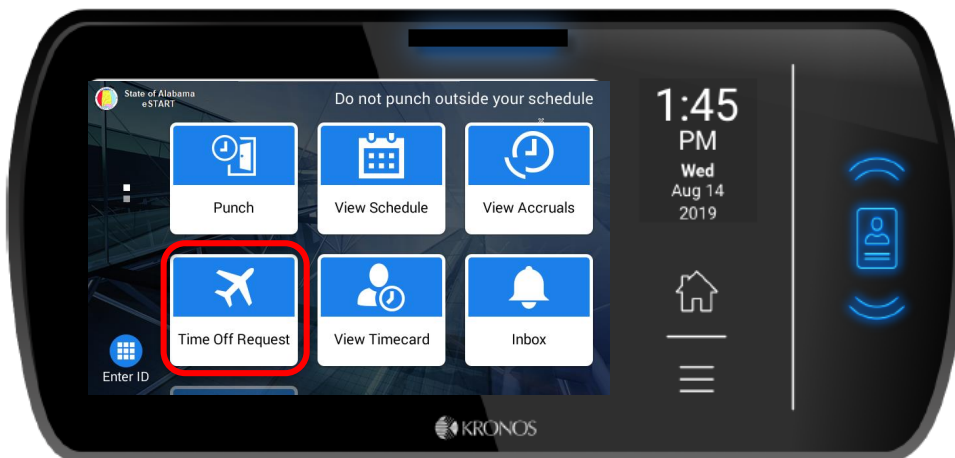 State of Alabama
eSTART
Do not punch outside your schedule
Punch
View Schedule
View Accruals
Time Off Request
View Timecard
Inbox
Enter ID
1:45
PM
Wed
Aug 14
2019
KRONOS